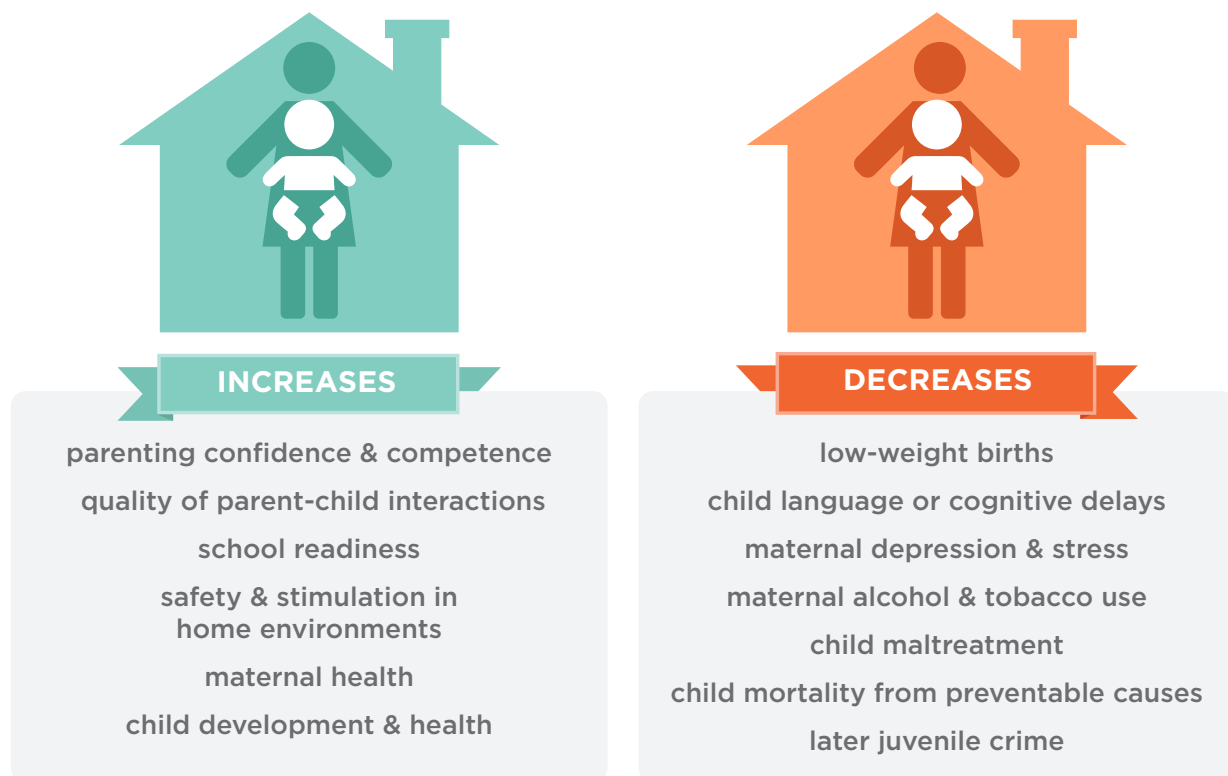 INCREASES
parenting confidence & competence
quality of parent-child interactions
school readiness
safety & stimulation in
home environments
maternal health
child development & health
DECREASES
low-weight births
child language or cognitive delays
maternal depression & stress
maternal alcohol & tobacco use
child maltreatment
child mortality from preventable causes
later juvenile crime